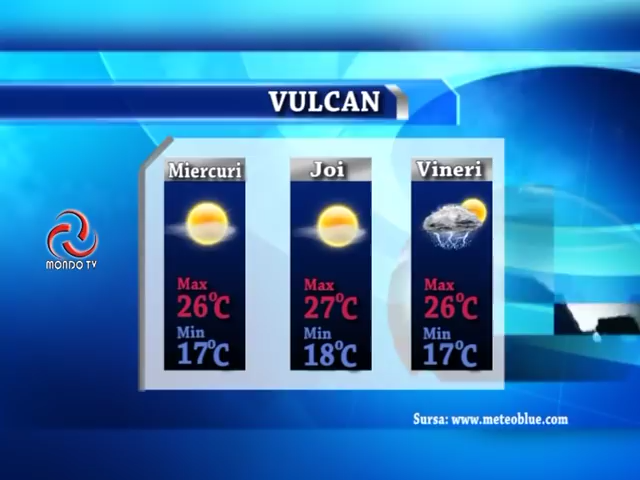 VULCAN
Miercuri
Joi
Vineri
Max
26°C
Min
17°C
Max
27°C
Min
18°C
Max
26°C
Min
17°C
MONDO TV
Sursa: www.meteoblue.com